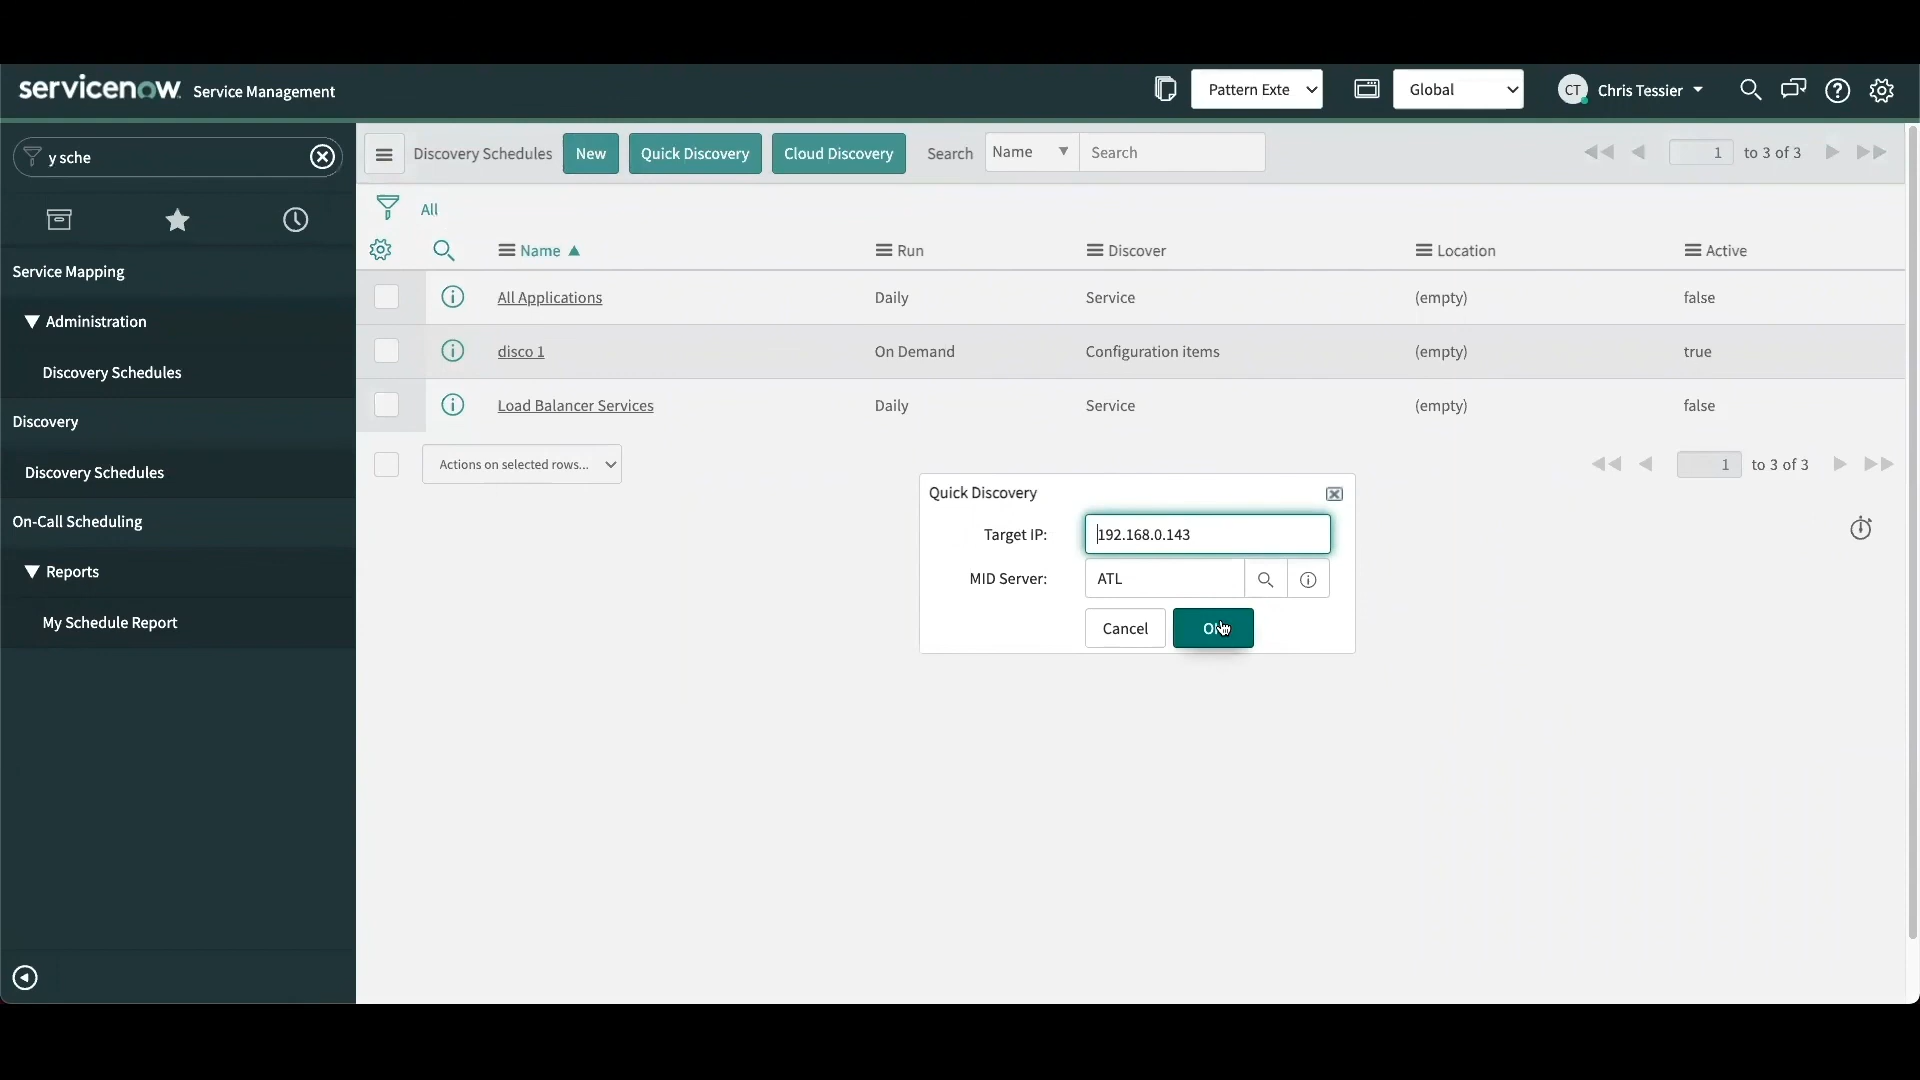 servicenow. Service Management
Pattern Exte
Global
CT Chris Tessier
y sche
Discovery Schedules New Quick Discovery Cloud Discovery Search Name Search 1 to 3 of 3
All
Name Run Discover Location Active
All Applications Daily Service (empty) false
disco 1 On Demand Configuration items (empty) true
Load Balancer Services Daily Service (empty) false
Actions on selected rows... 1 to 3 of 3
Service Mapping
Administration
Discovery Schedules
Discovery
Discovery Schedules
On-Call Scheduling
Reports
My Schedule Report
Quick Discovery
Target IP: 192.168.0.143
MID Server: ATL
Cancel